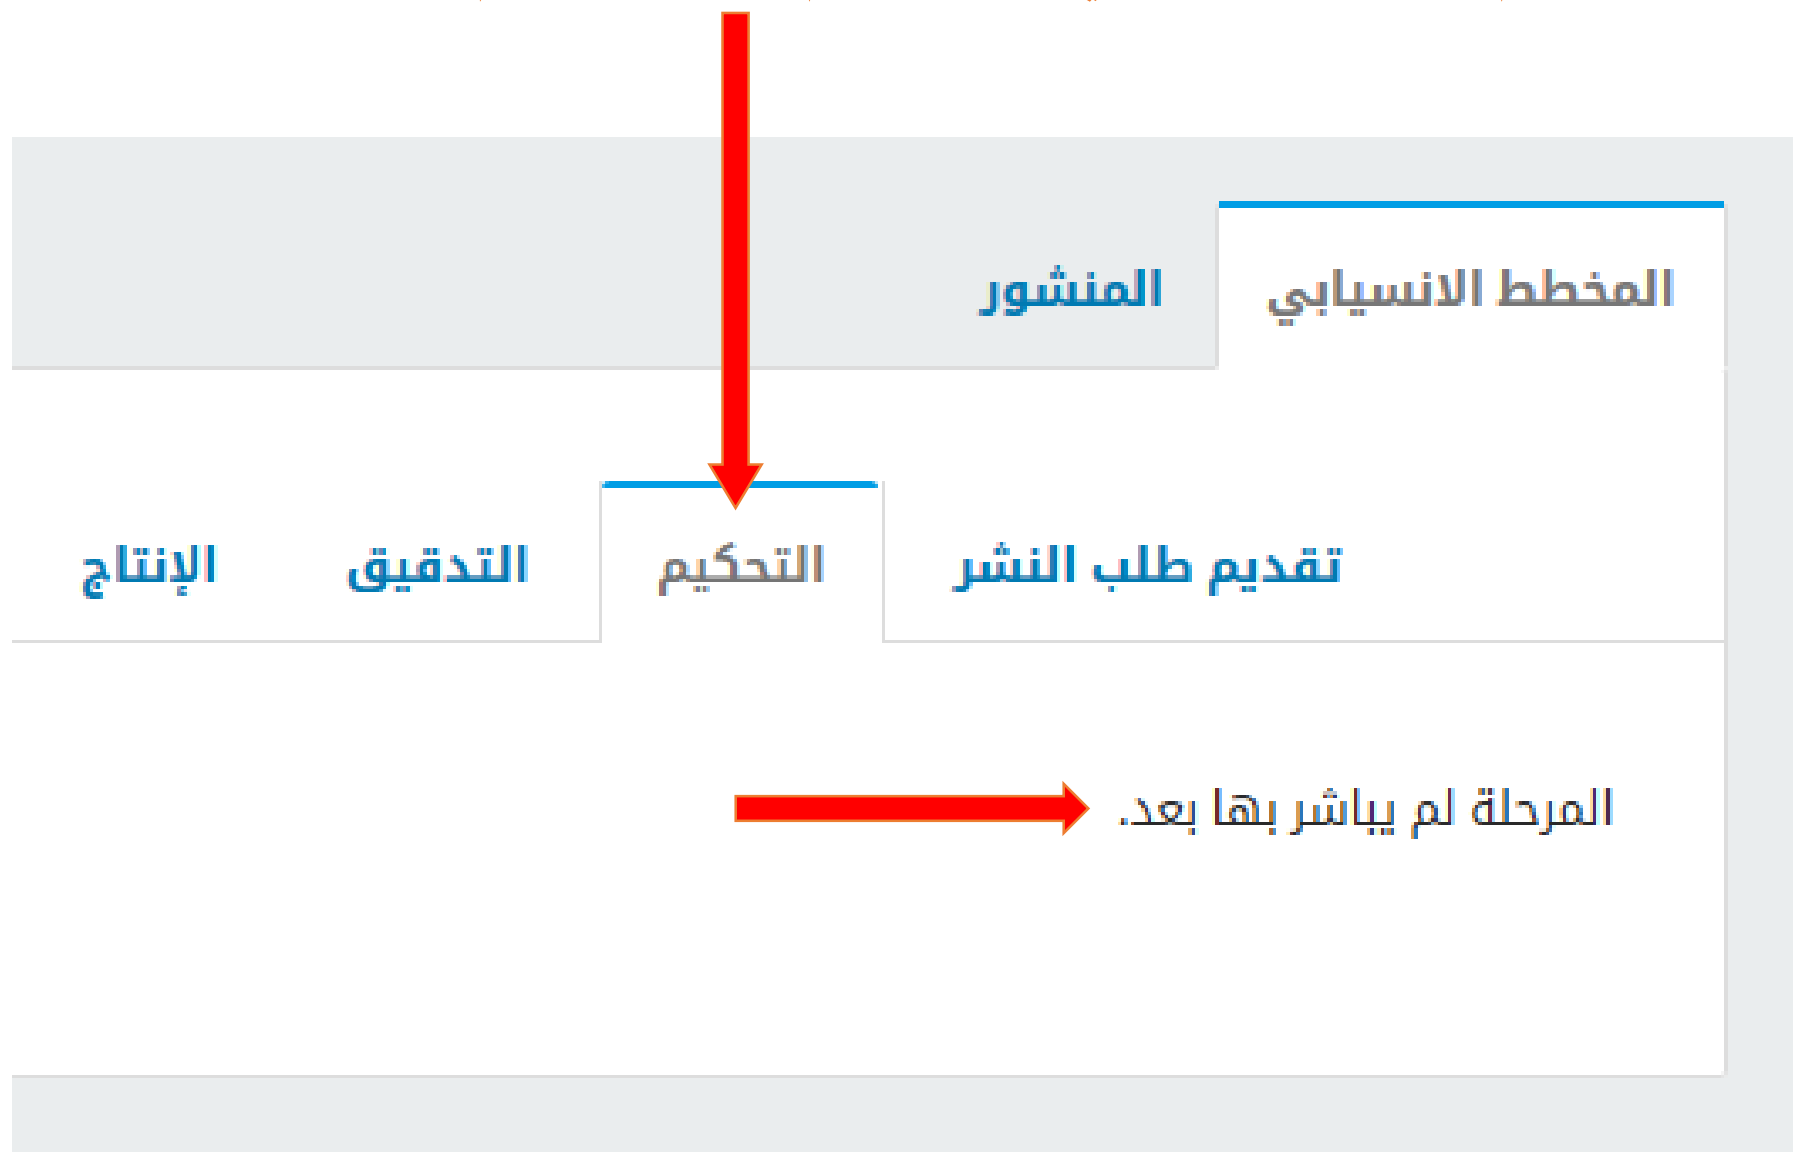 المخطط الانسيابي المنشور
تقديم طلب النشر التحكيم التدقيق الإنتاج
المرحلة لم يباشر بها بعد.